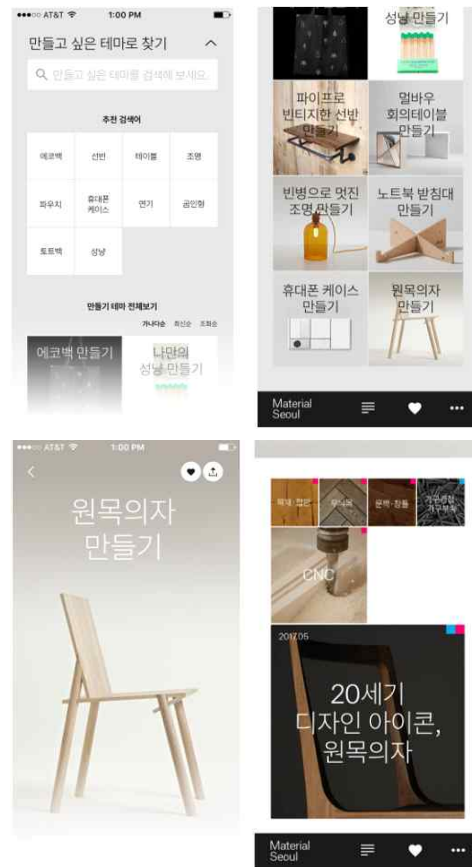 AT&T
1:00 PM
만들고 싶은 테마로 찾기
만들고 싶은 테마를 검색해 보세요.
추천 검색어
에코백
선반
테이블
조명
파우치
휴대폰
케이스
연기
곰인형
토트백
성냥
만들기 테마 전체보기
가나다순
최신순
조회순
에코백 만들기
나만의
성냥 만들기
성냥 만들기
파이프로
빈티지한 선반
만들기
멀바우
회의테이블
만들기
빈병으로 멋진
조명 만들기
노트북 받침대
만들기
휴대폰 케이스
만들기
원목의자
만들기
Material
Seoul
AT&T
1:00 PM
원목의자
만들기
무늬목
문짝·창틀
CNC
2017.05
20세기
디자인 아이콘,
원목의자
Material
Seoul